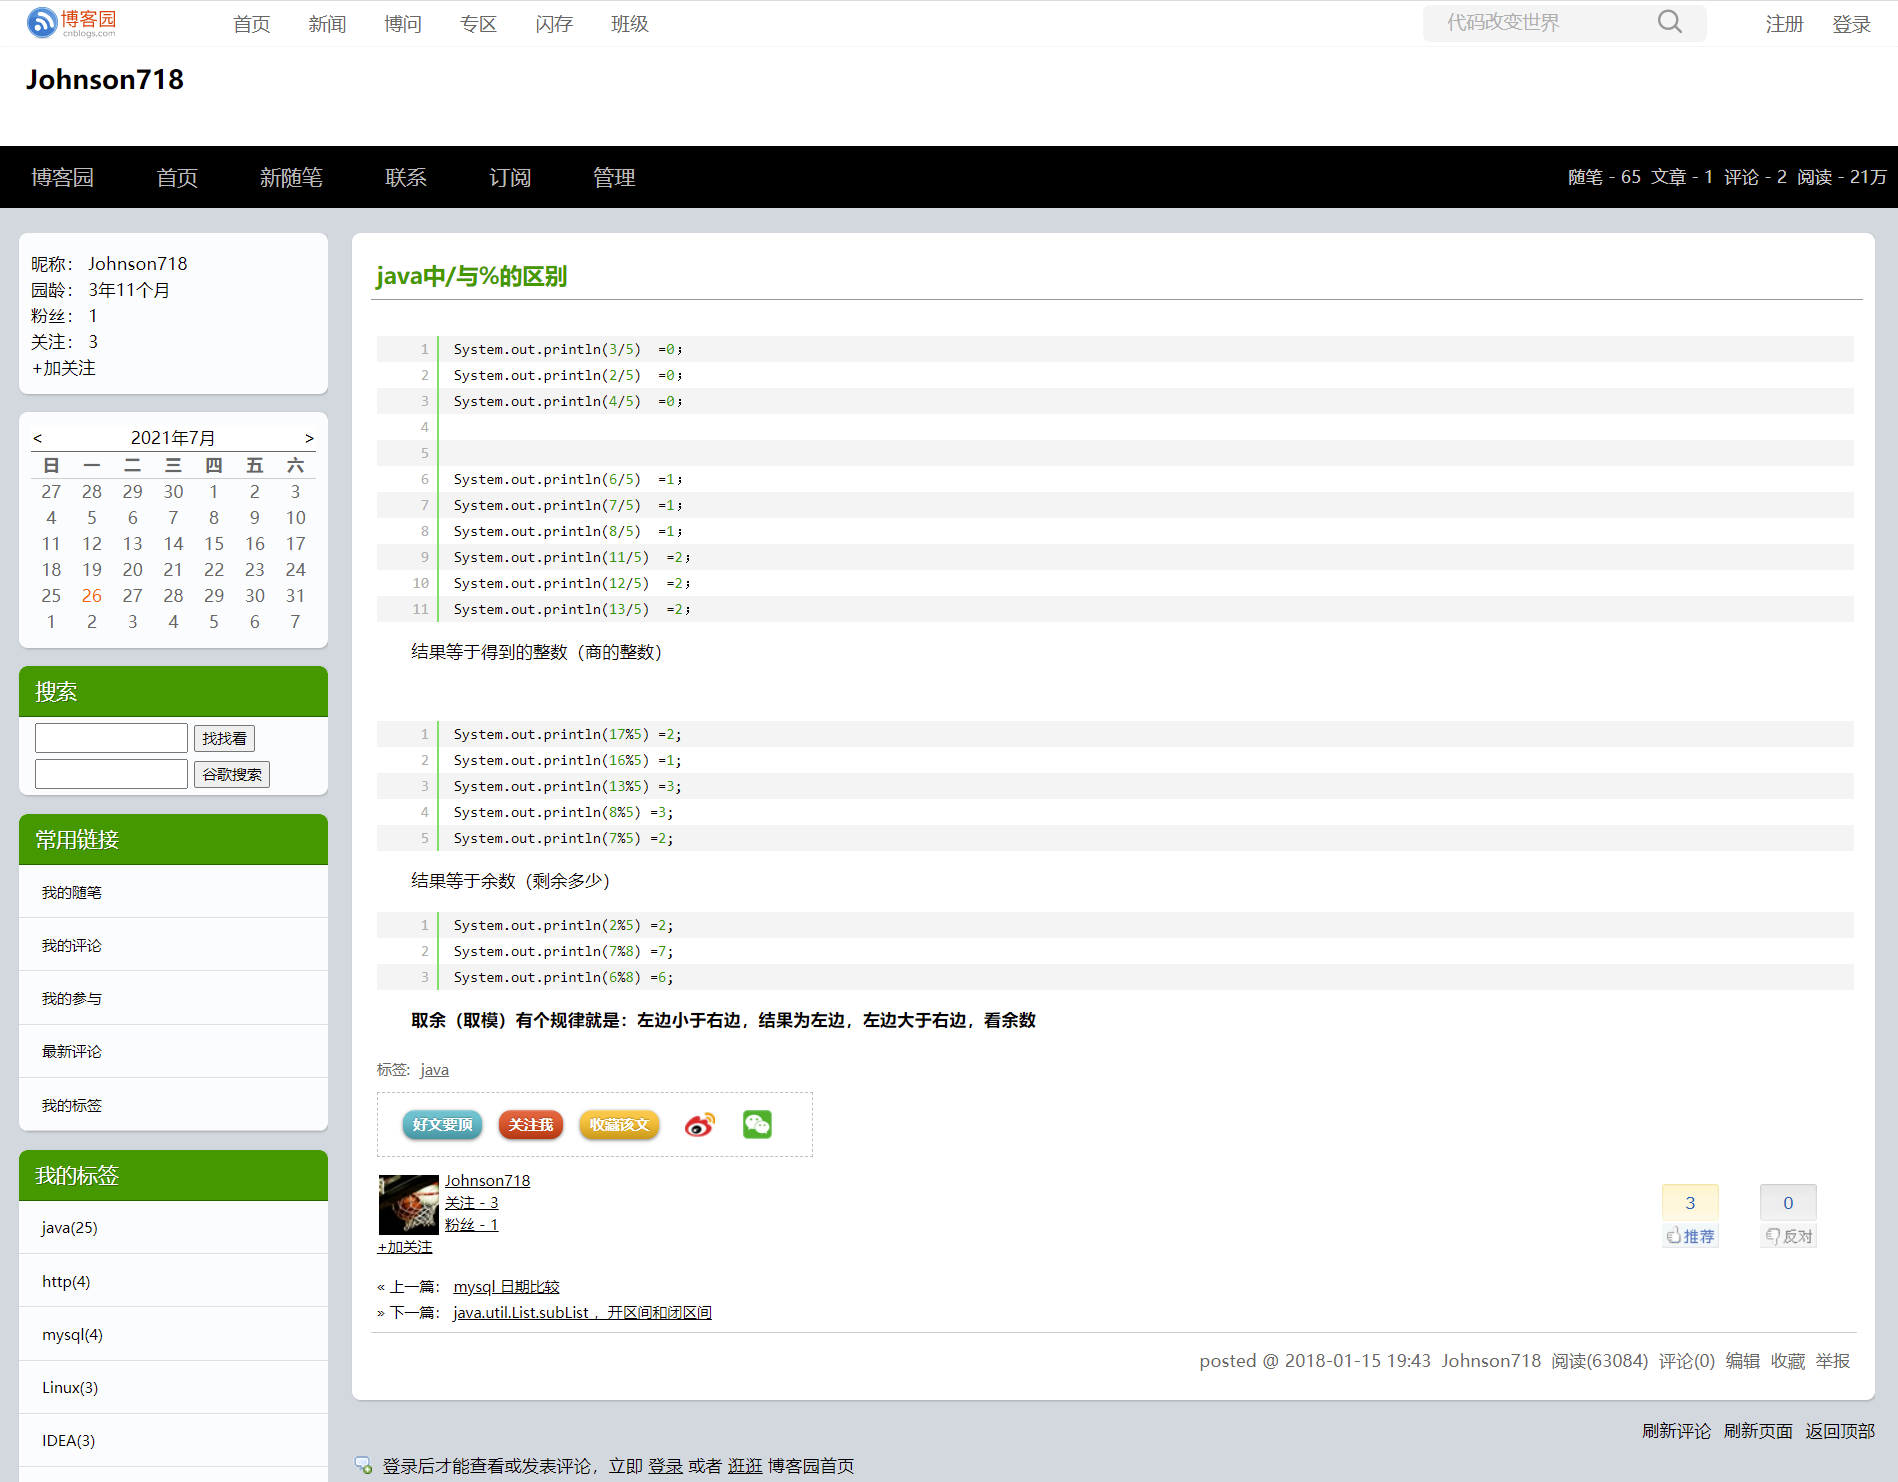 博客园
cnblogs.com
首页 新闻 博问 专区 闪存 班级
代码改变世界
注册 登录
Johnson718
博客园 首页 新随笔 联系 订阅 管理
随笔 - 65 文章 - 1 评论 - 2 阅读 - 21万
昵称： Johnson718
园龄： 3年11个月
粉丝： 1
关注： 3
+加关注
< 2021年7月 >
日 一 二 三 四 五 六
27 28 29 30 1 2 3
4 5 6 7 8 9 10
11 12 13 14 15 16 17
18 19 20 21 22 23 24
25 26 27 28 29 30 31
1 2 3 4 5 6 7
搜索
找找看
谷歌搜索
常用链接
我的随笔
我的评论
我的参与
最新评论
我的标签
我的标签
java(25)
http(4)
mysql(4)
Linux(3)
IDEA(3)
java中/与%的区别
1 System.out.println(3/5)  =0；
2 System.out.println(2/5)  =0；
3 System.out.println(4/5)  =0；
4
5
6 System.out.println(6/5)  =1；
7 System.out.println(7/5)  =1；
8 System.out.println(8/5)  =1；
9 System.out.println(11/5)  =2；
10 System.out.println(12/5)  =2；
11 System.out.println(13/5)  =2；
结果等于得到的整数（商的整数）
1 System.out.println(17%5) =2;
2 System.out.println(16%5) =1;
3 System.out.println(13%5) =3;
4 System.out.println(8%5) =3;
5 System.out.println(7%5) =2;
结果等于余数（剩余多少）
1 System.out.println(2%5) =2;
2 System.out.println(7%8) =7;
3 System.out.println(6%8) =6;
取余（取模）有个规律就是：左边小于右边，结果为左边，左边大于右边，看余数
标签: java
好文要顶 关注我 收藏该文
Johnson718
关注 - 3
粉丝 - 1
+加关注
3 0
推荐 反对
« 上一篇： mysql 日期比较
» 下一篇： java.util.List.subList ，开区间和闭区间
posted @ 2018-01-15 19:43 Johnson718 阅读(63084) 评论(0) 编辑 收藏 举报
刷新评论 刷新页面 返回顶部
登录后才能查看或发表评论，立即 登录 或者 逛逛 博客园首页